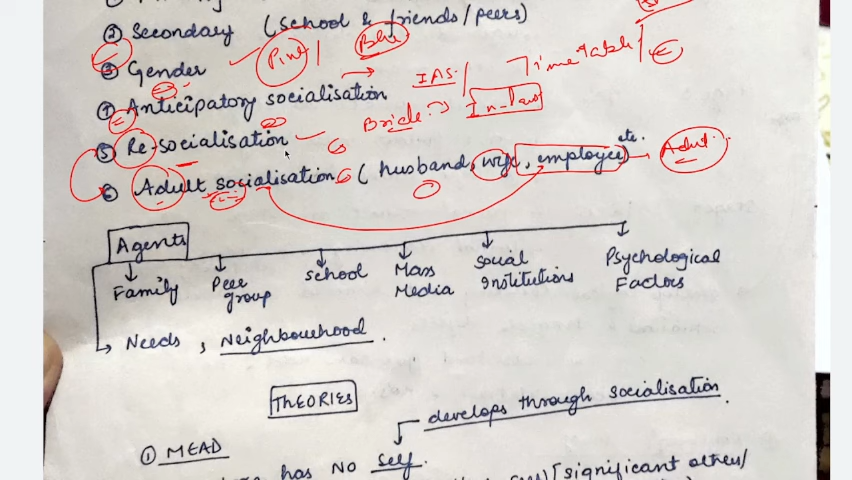 ② Secondary (school & friends/peers)
③ Gender Pink | Blue
④ Anticipatory socialisation IAS / Time table
Bride → In-laws
⑤ Re-socialisation
⑥ Adult socialisation (husband, wife, employee etc.) Adult
Agents
Family Peer group school Mass Media Social institutions Psychological Factors
Needs, Neighbourhood.
THEORIES
develops through socialisation.
① MEAD
has NO self.
[significant others/